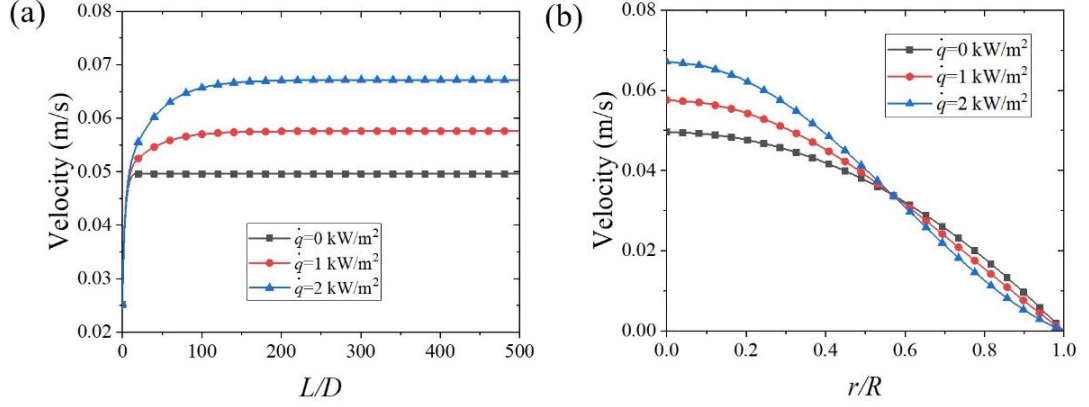 (a)
0.08
0.07
0.06
0.05
0.04
0.03
0.02
Velocity (m/s)
q̇=0 kW/m²
q̇=1 kW/m²
q̇=2 kW/m²
0 100 200 300 400 500
L/D
(b)
0.08
0.06
0.04
0.02
0.00
Velocity (m/s)
q̇=0 kW/m²
q̇=1 kW/m²
q̇=2 kW/m²
0.0 0.2 0.4 0.6 0.8 1.0
r/R